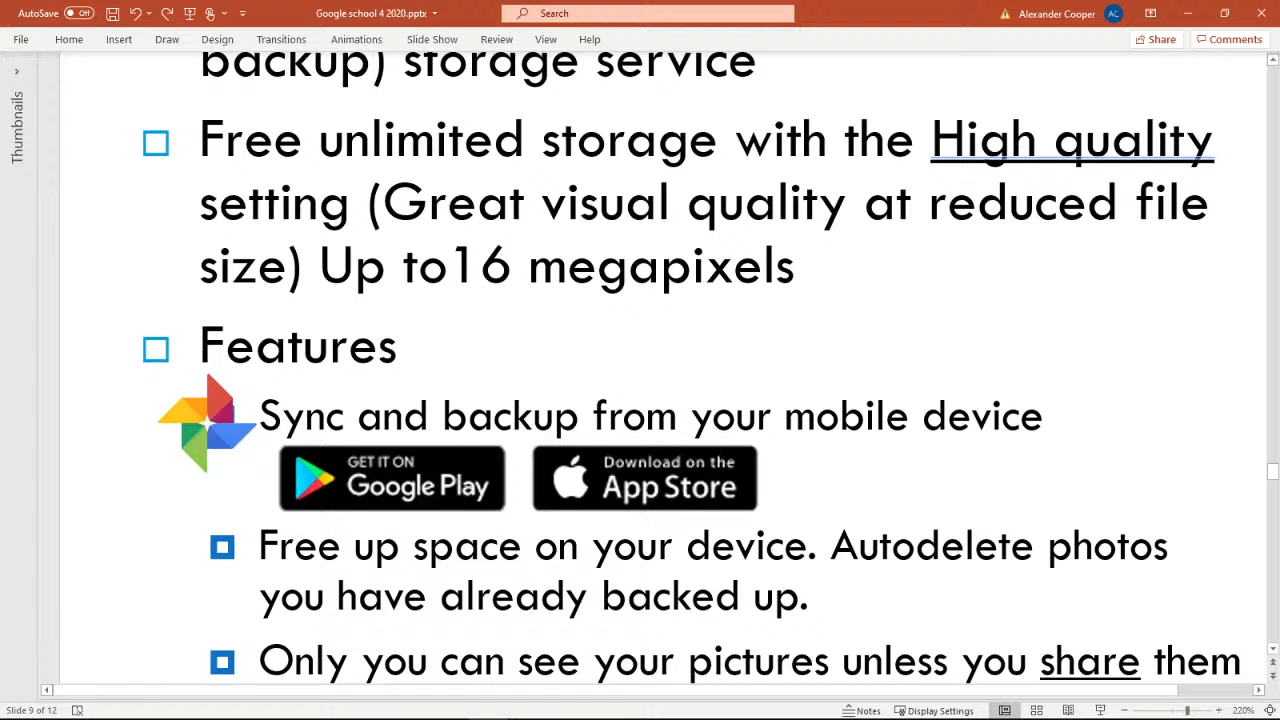 AutoSave Off Google school 4 2020.pptx Search Alexander Cooper AC
File Home Insert Draw Design Transitions Animations Slide Show Review View Help Share Comments
Thumbnails
backup) storage service
Free unlimited storage with the High quality
setting (Great visual quality at reduced file
size) Up to16 megapixels
Features
Sync and backup from your mobile device
GET IT ON
Google Play
Download on the
App Store
Free up space on your device. Autodelete photos
you have already backed up.
Only you can see your pictures unless you share them
Slide 9 of 12 Notes Display Settings 220%